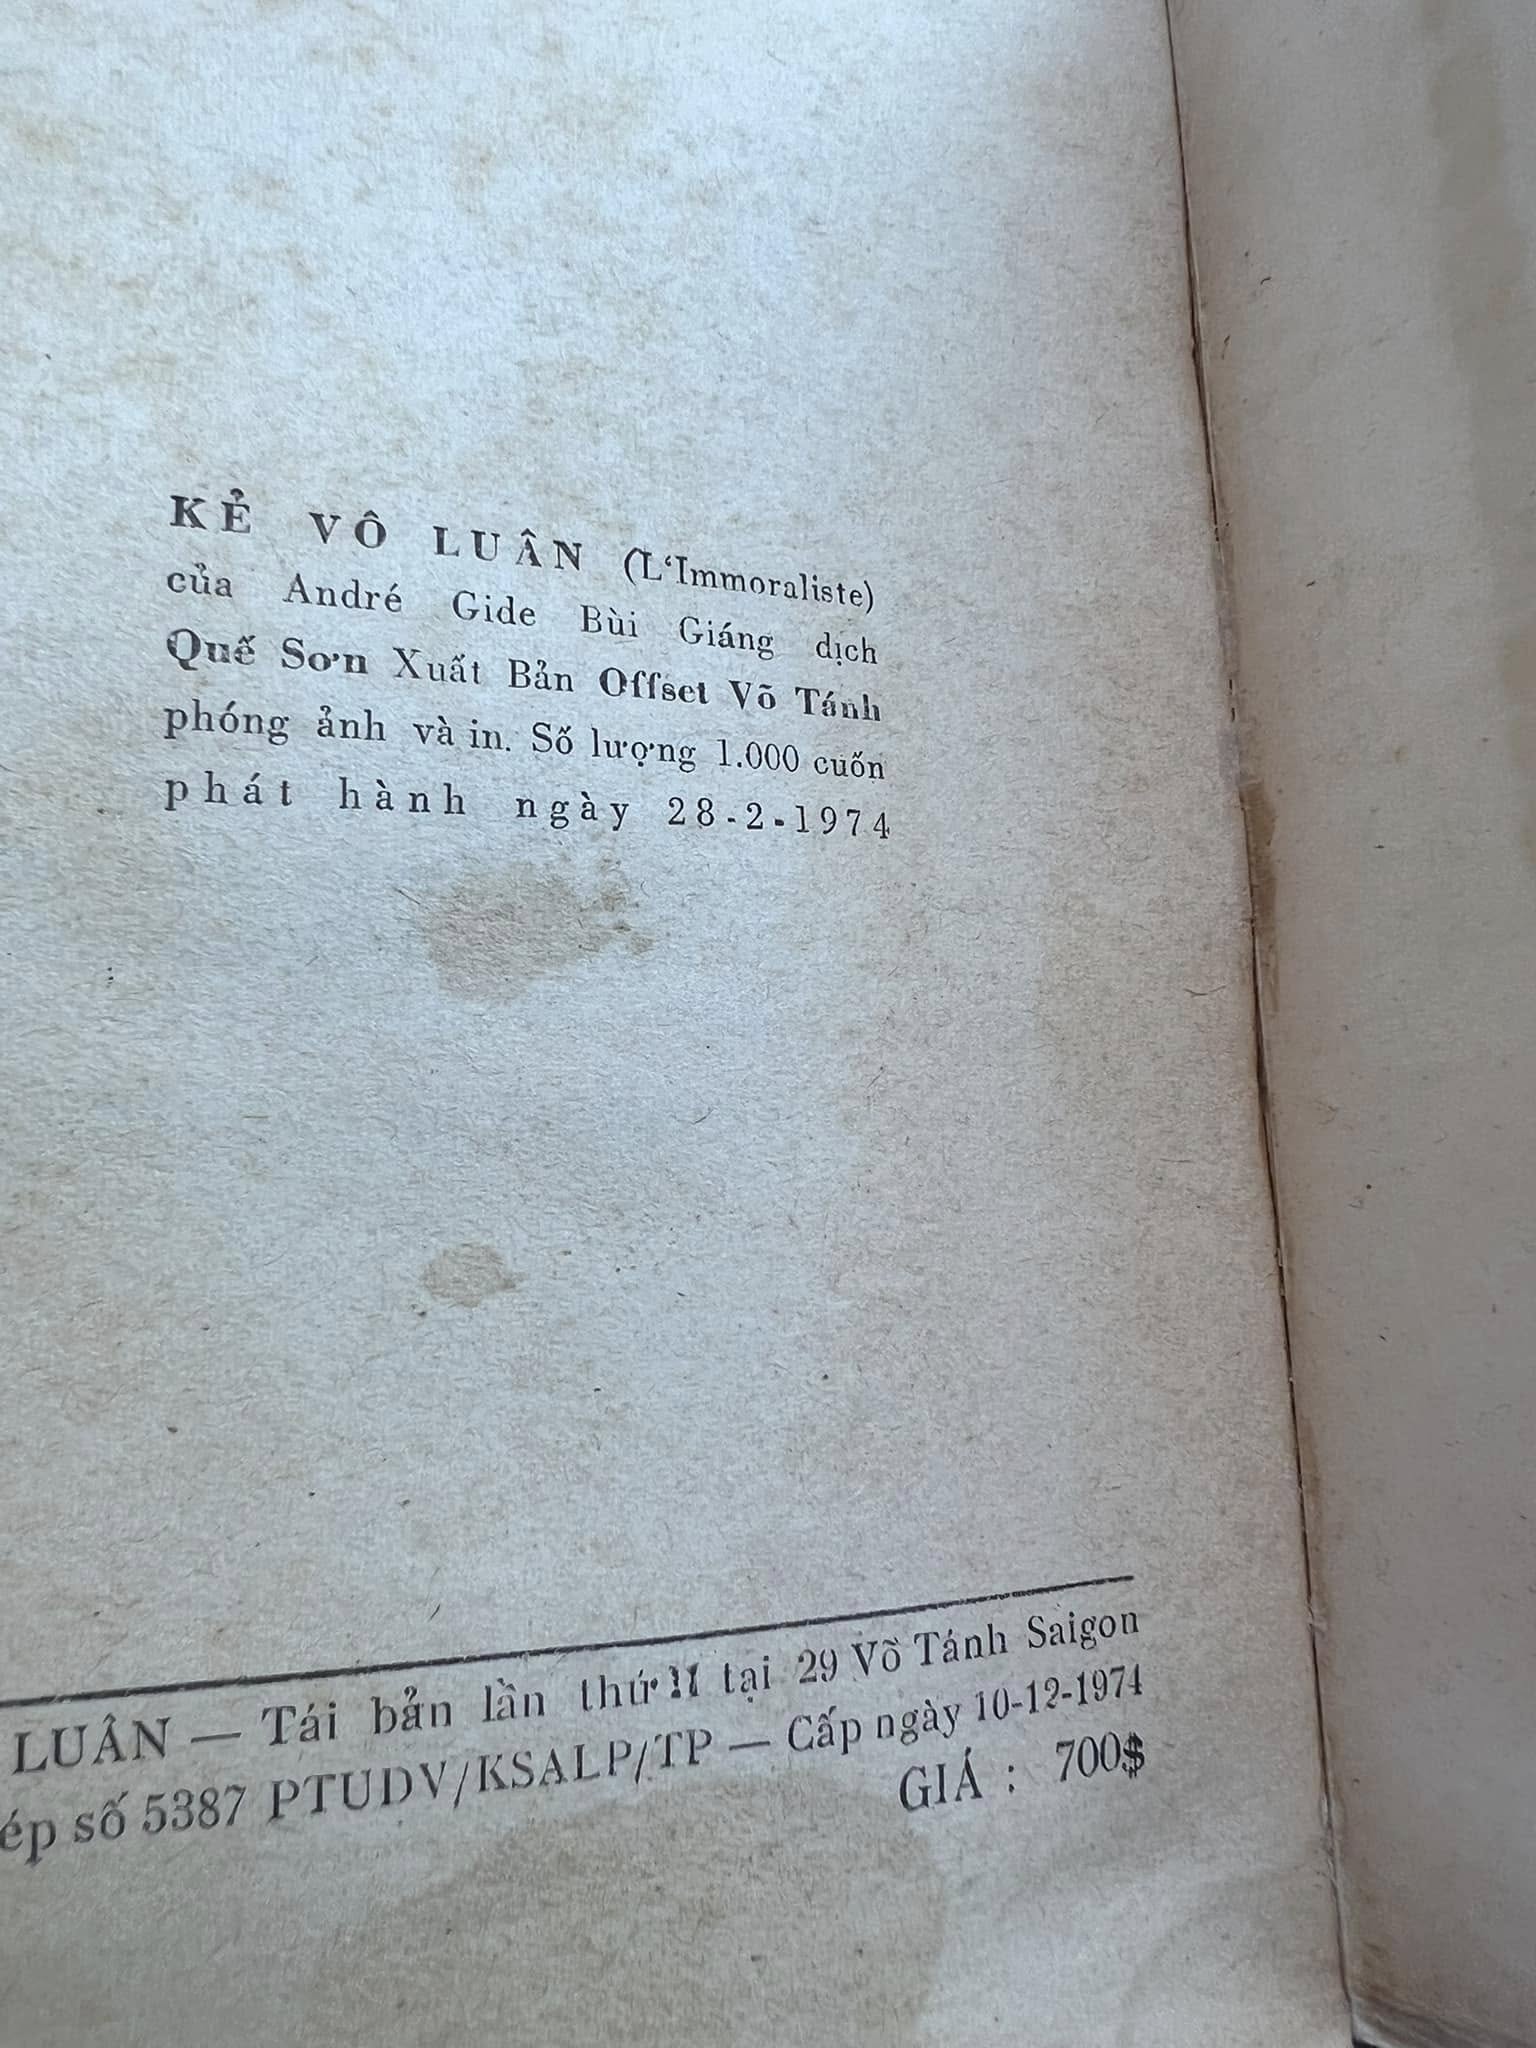 KẺ VÔ LUÂN (L‘Immoraliste)
của André Gide Bùi Giáng dịch
Quế Sơn Xuất Bản Offset Võ Tánh
phóng ảnh và in. Số lượng 1.000 cuốn
phát hành ngày 28-2-1974
LUÂN — Tái bản lần thứ II tại 29 Võ Tánh Saigon
ép số 5387 PTUDV/KSALP/TP — Cấp ngày 10-12-1974
GIÁ : 700$